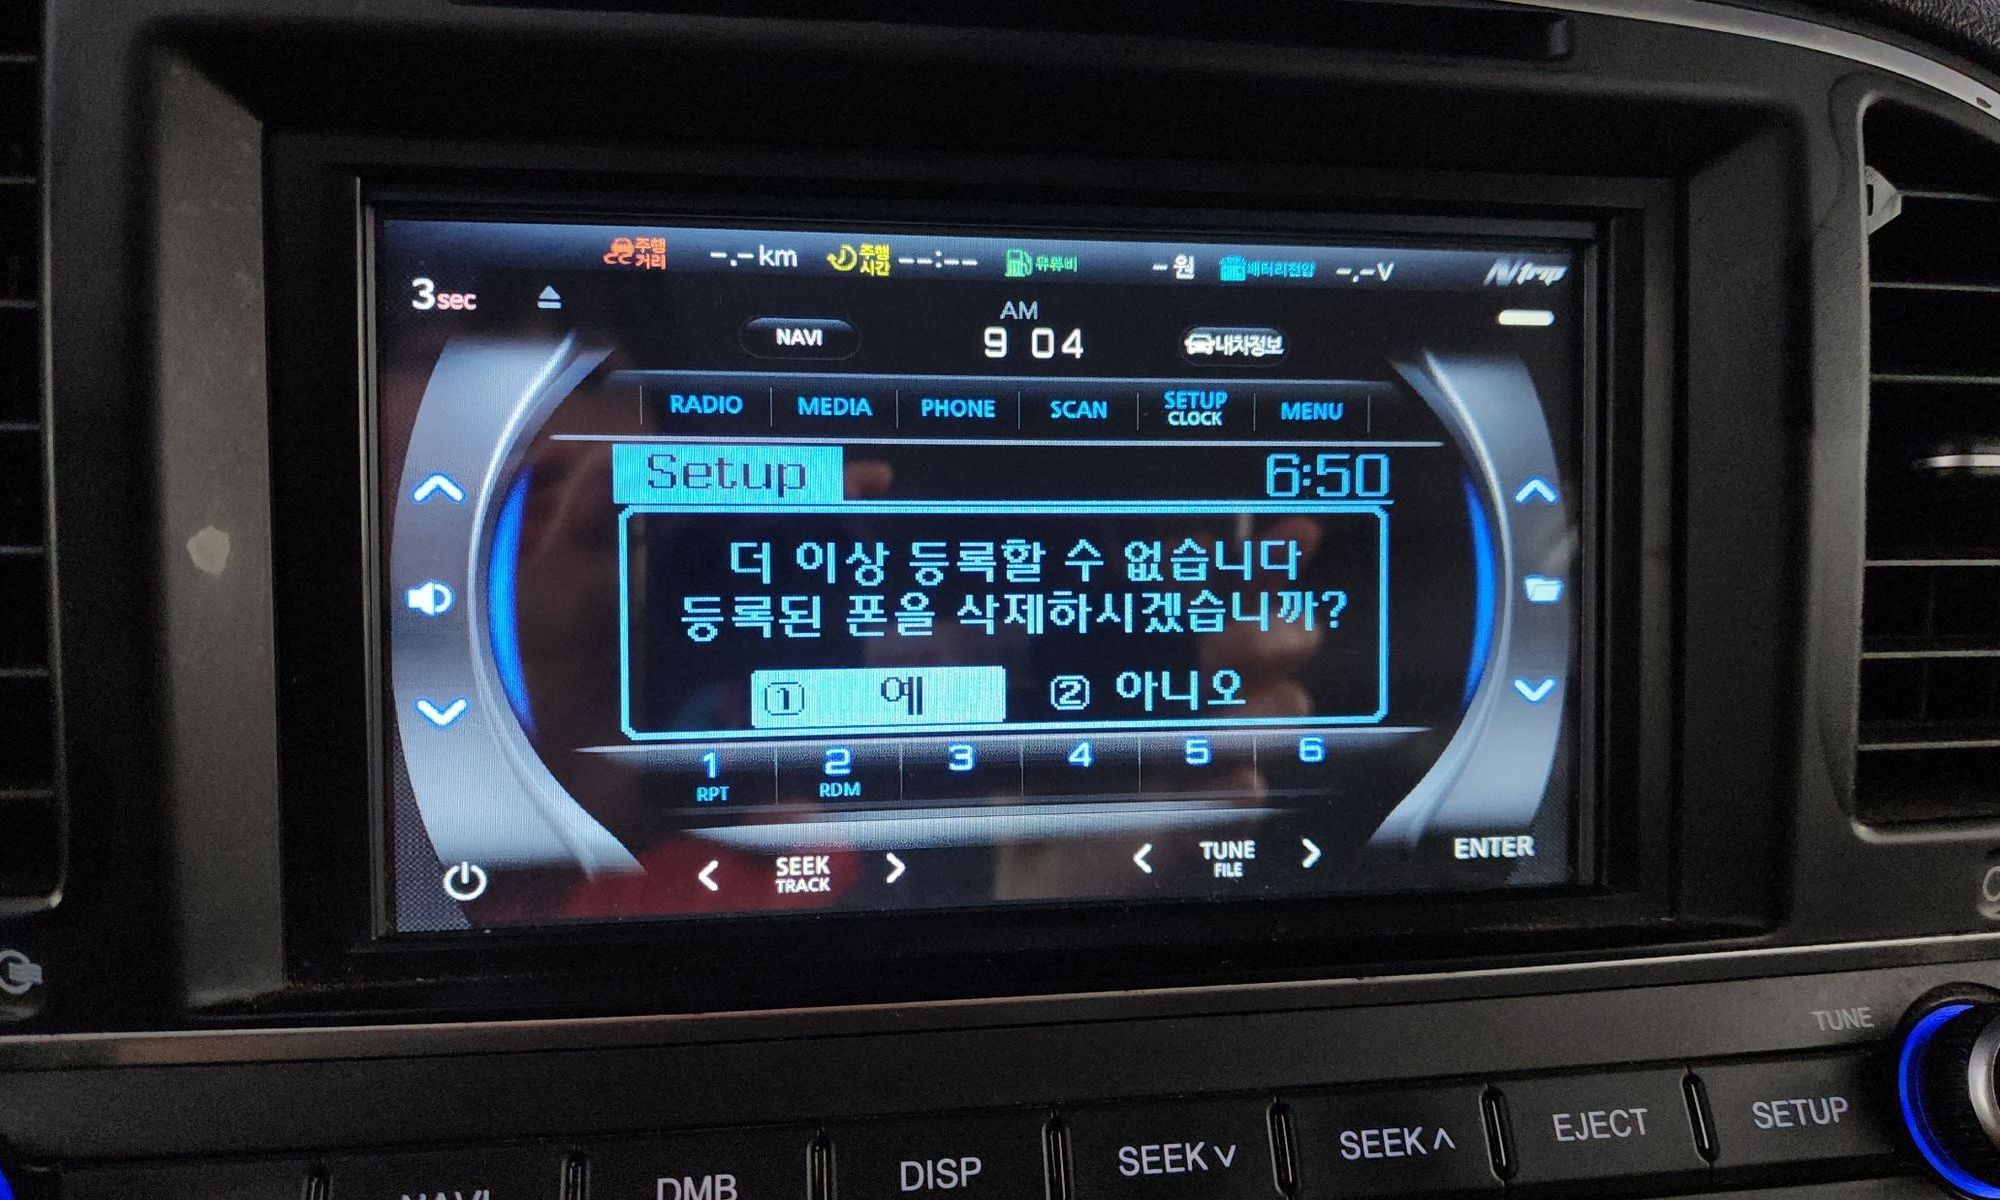 주행
거리
-.-km
주행
시간
--:--
유류비
-원
배터리전압
-.-V
Ntrip
3sec
AM
NAVI
9 04
내차정보
RADIO
MEDIA
PHONE
SCAN
SETUP
CLOCK
MENU
Setup
6:50
더 이상 등록할 수 없습니다
등록된 폰을 삭제하시겠습니까?
① 예
② 아니오
1
RPT
2
RDM
3
4
5
6
SEEK
TRACK
TUNE
FILE
ENTER
TUNE
NAVI
DMB
DISP
SEEK ∨
SEEK ∧
EJECT
SETUP